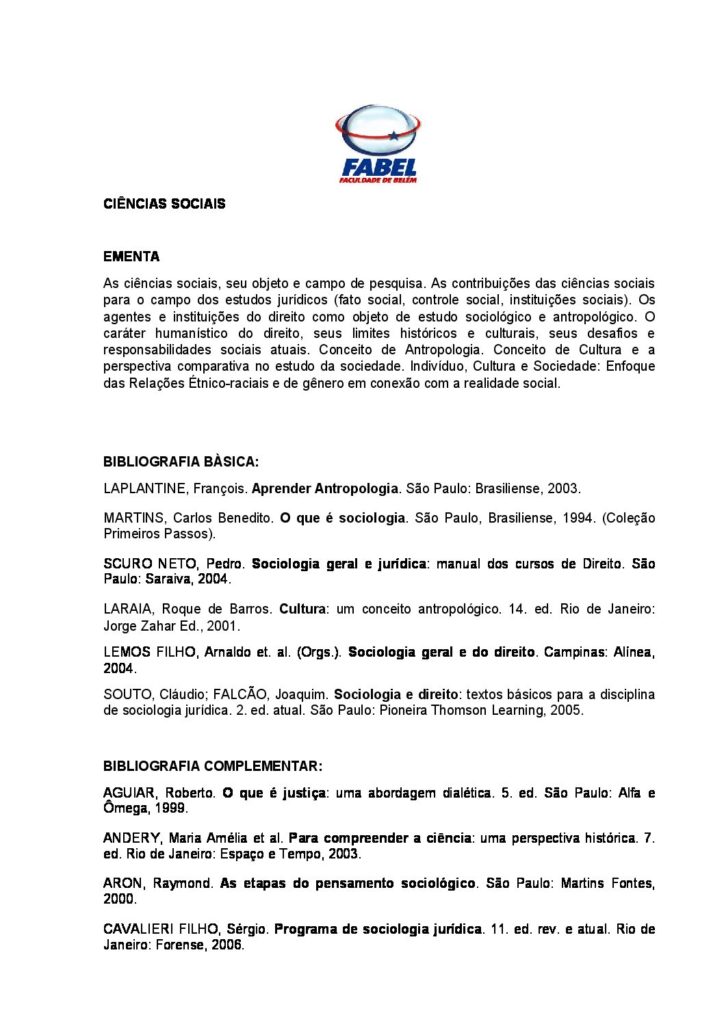 FABEL
FACULDADE DE BELÉM
CIÊNCIAS SOCIAIS
EMENTA
As ciências sociais, seu objeto e campo de pesquisa. As contribuições das ciências sociais
para o campo dos estudos jurídicos (fato social, controle social, instituições sociais). Os
agentes e instituições do direito como objeto de estudo sociológico e antropológico. O
caráter humanístico do direito, seus limites históricos e culturais, seus desafios e
responsabilidades sociais atuais. Conceito de Antropologia. Conceito de Cultura e a
perspectiva comparativa no estudo da sociedade. Indivíduo, Cultura e Sociedade: Enfoque
das Relações Étnico-raciais e de gênero em conexão com a realidade social.
BIBLIOGRAFIA BÀSICA:
LAPLANTINE, François. Aprender Antropologia. São Paulo: Brasiliense, 2003.
MARTINS, Carlos Benedito. O que é sociologia. São Paulo, Brasiliense, 1994. (Coleção
Primeiros Passos).
SCURO NETO, Pedro. Sociologia geral e jurídica: manual dos cursos de Direito. São
Paulo: Saraiva, 2004.
LARAIA, Roque de Barros. Cultura: um conceito antropológico. 14. ed. Rio de Janeiro:
Jorge Zahar Ed., 2001.
LEMOS FILHO, Arnaldo et. al. (Orgs.). Sociologia geral e do direito. Campinas: Alínea,
2004.
SOUTO, Cláudio; FALCÃO, Joaquim. Sociologia e direito: textos básicos para a disciplina
de sociologia jurídica. 2. ed. atual. São Paulo: Pioneira Thomson Learning, 2005.
BIBLIOGRAFIA COMPLEMENTAR:
AGUIAR, Roberto. O que é justiça: uma abordagem dialética. 5. ed. São Paulo: Alfa e
Ômega, 1999.
ANDERY, Maria Amélia et al. Para compreender a ciência: uma perspectiva histórica. 7.
ed. Rio de Janeiro: Espaço e Tempo, 2003.
ARON, Raymond. As etapas do pensamento sociológico. São Paulo: Martins Fontes,
2000.
CAVALIERI FILHO, Sérgio. Programa de sociologia jurídica. 11. ed. rev. e atual. Rio de
Janeiro: Forense, 2006.